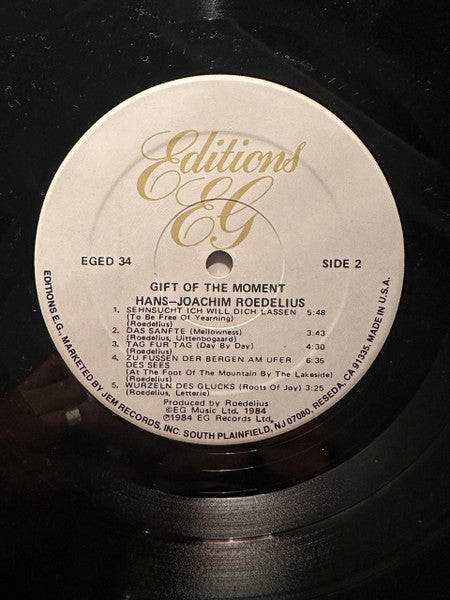 Editions
EG
EGED 34
SIDE 2
GIFT OF THE MOMENT
HANS-JOACHIM ROEDELIUS
1. SEHNSUCHT ICH WILL DICH LASSEN 5:48
(To Be Free Of Yearning)
(Roedelius)
2. DAS SANFTE (Mellowness) 3:43
(Roedelius, Uittenbogaard)
3. TAG FUR TAG (Day By Day) 4:30
(Roedelius)
4. ZU FUSSEN DER BERGEN AM UFER 6:35
DES SEES
(At The Foot Of The Mountain By The Lakeside)
(Roedelius)
5. WURZELN DES GLUCKS (Roots Of Joy) 3:25
(Roedelius, Letterie)
Produced by Roedelius
©EG Music Ltd, 1984
℗1984 EG Records Ltd.
EDITIONS E.G., MARKETED BY JEM RECORDS, INC. SOUTH PLAINFIELD, NJ 07080, RESEDA, CA 91335. MADE IN U.S.A.